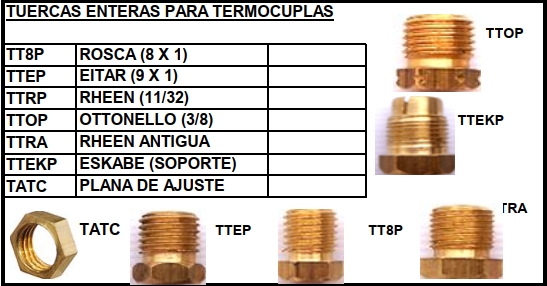 TUERCAS ENTERAS PARA TERMOCUPLAS
TT8P ROSCA (8 X 1)
TTEP EITAR (9 X 1)
TTRP RHEEN (11/32)
TTOP OTTONELLO (3/8)
TTRA RHEEN ANTIGUA
TTEKP ESKABE (SOPORTE)
TATC PLANA DE AJUSTE
TTOP
TTEKP
TATC
TTEP
TT8P
TRA